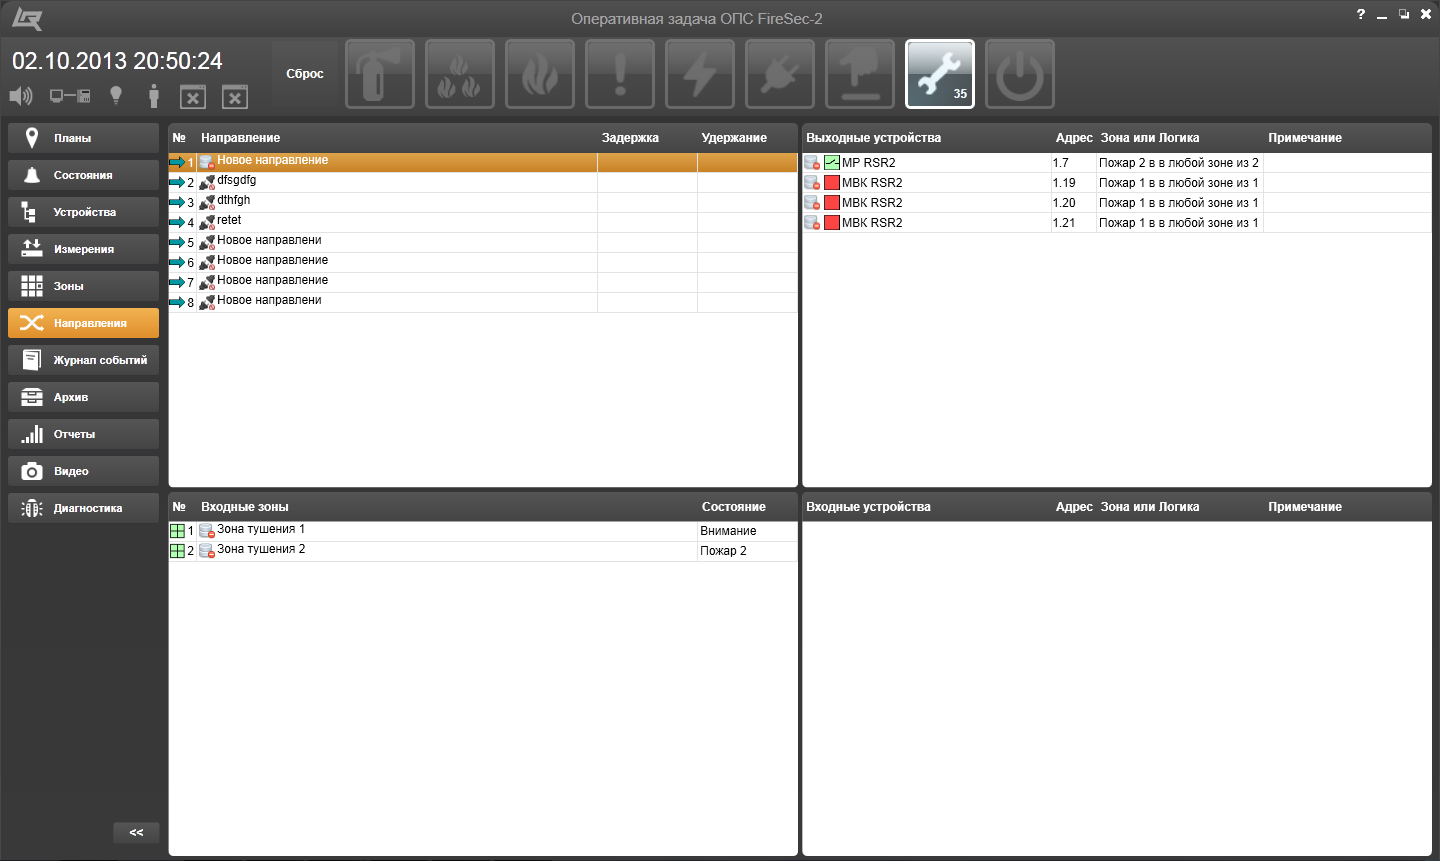 Оперативная задача ОПС FireSec-2
?
02.10.2013 20:50:24
Сброс
35
Планы
Состояния
Устройства
Измерения
Зоны
Направления
Журнал событий
Архив
Отчеты
Видео
Диагностика
<<
№ Направление Задержка Удержание
1 Новое направление
2 dfsgdfg
3 dthfgh
4 retet
5 Новое направлени
6 Новое направление
7 Новое направление
8 Новое направлени
Выходные устройства Адрес Зона или Логика Примечание
МР RSR2 1.7 Пожар 2 в в любой зоне из 2
МВК RSR2 1.19 Пожар 1 в в любой зоне из 1
МВК RSR2 1.20 Пожар 1 в в любой зоне из 1
МВК RSR2 1.21 Пожар 1 в в любой зоне из 1
№ Входные зоны Состояние
1 Зона тушения 1 Внимание
2 Зона тушения 2 Пожар 2
Входные устройства Адрес Зона или Логика Примечание